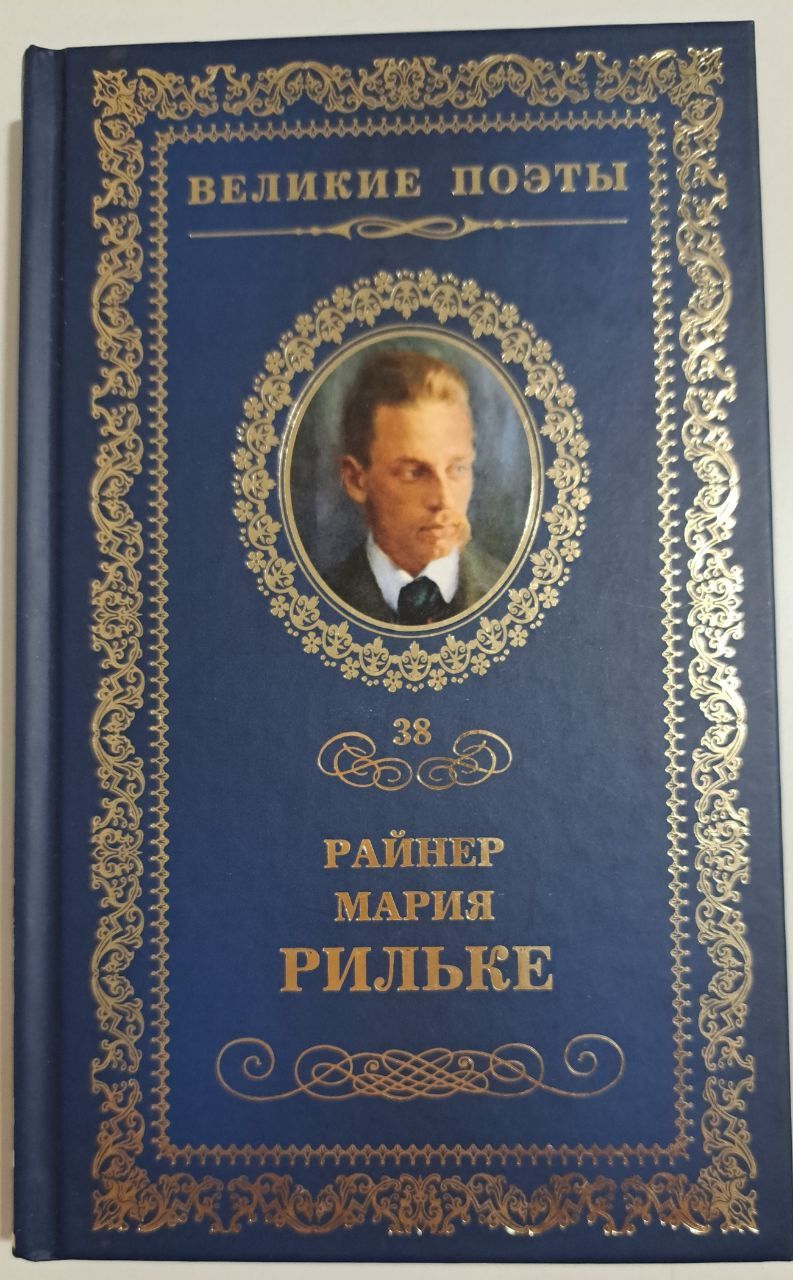 ВЕЛИКИЕ ПОЭТЫ
38
РАЙНЕР
МАРИЯ
РИЛЬКЕ